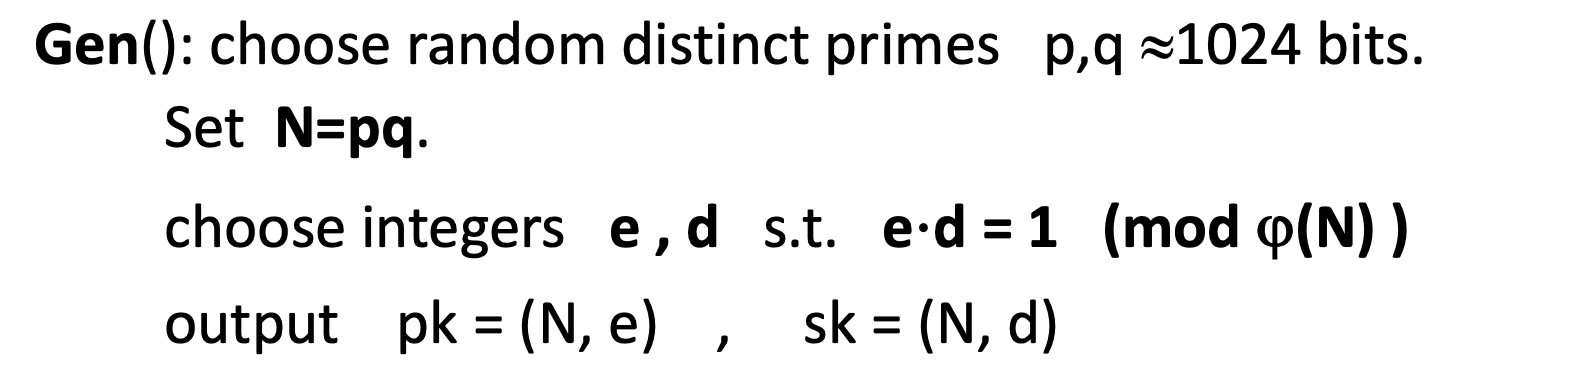 Gen(): choose random distinct primes p,q ≈1024 bits.
Set N=pq.
choose integers e , d s.t. e⋅d = 1 (mod φ(N) )
output pk = (N, e) , sk = (N, d)